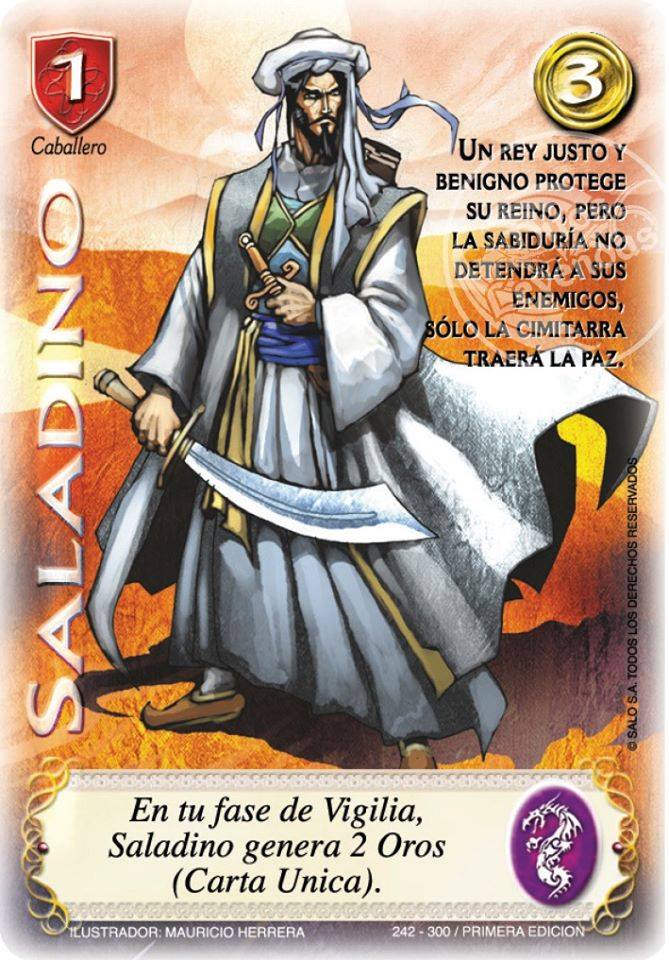 1
Caballero
3
UN REY JUSTO Y
BENIGNO PROTEGE
SU REINO, PERO
LA SABIDURÍA NO
DETENDRÁ A SUS
ENEMIGOS,
SÓLO LA CIMITARRA
TRAERÁ LA PAZ.
SALADINO
© SALO S.A. TODOS LOS DERECHOS RESERVADOS
En tu fase de Vigilia,
Saladino genera 2 Oros
(Carta Unica).
ILUSTRADOR: MAURICIO HERRERA
242 - 300 / PRIMERA EDICION